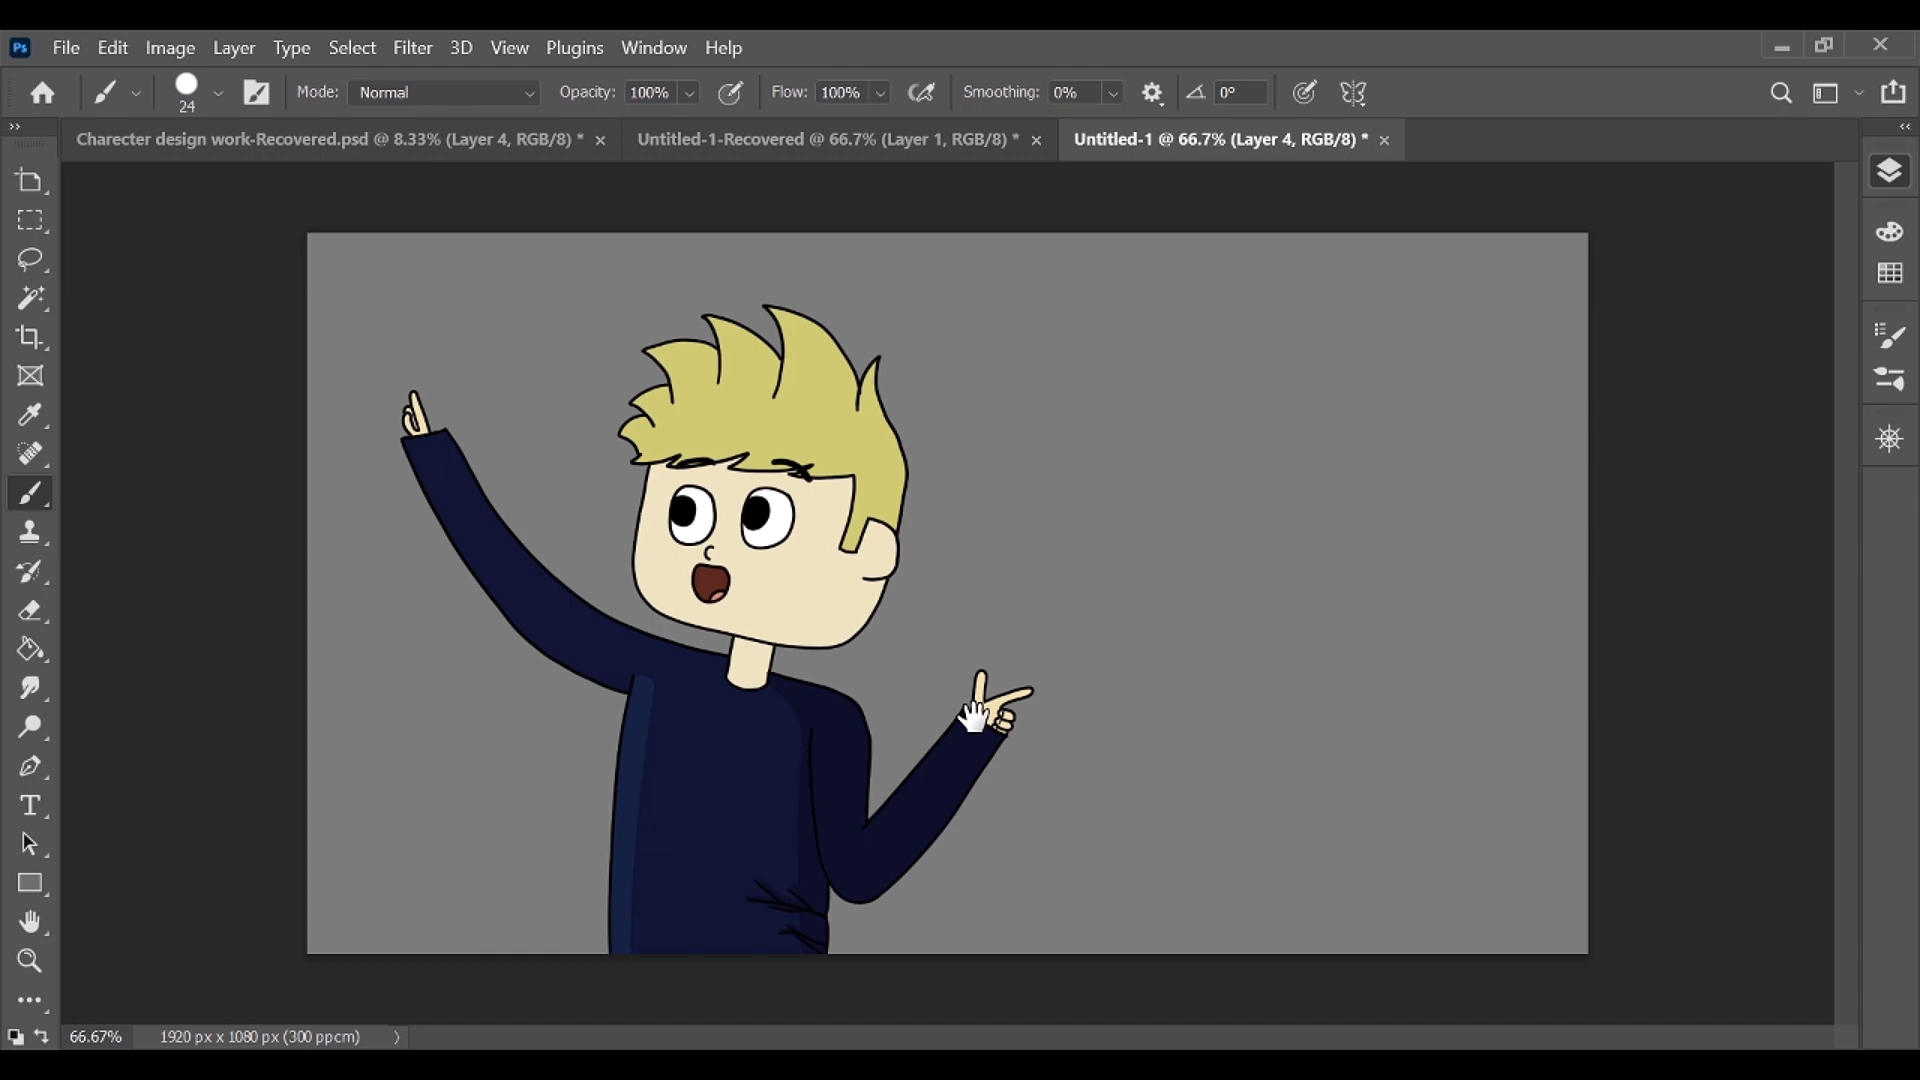 Ps File Edit Image Layer Type Select Filter 3D View Plugins Window Help
24 Mode: Normal Opacity: 100% Flow: 100% Smoothing: 0% 0°
Charecter design work-Recovered.psd @ 8.33% (Layer 4, RGB/8) * Untitled-1-Recovered @ 66.7% (Layer 1, RGB/8) * Untitled-1 @ 66.7% (Layer 4, RGB/8) *
66.67% 1920 px x 1080 px (300 ppcm)